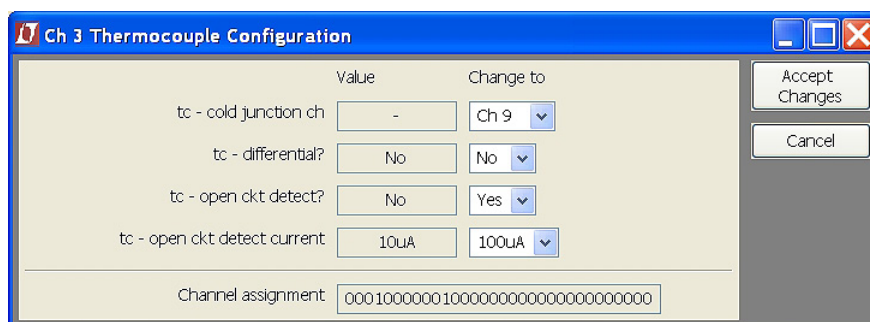 Ch 3 Thermocouple Configuration
Value Change to
tc - cold junction ch - Ch 9
tc - differential? No No
tc - open ckt detect? No Yes
tc - open ckt detect current 10uA 100uA
Channel assignment 00010000001000000000000000000000
Accept
Changes
Cancel